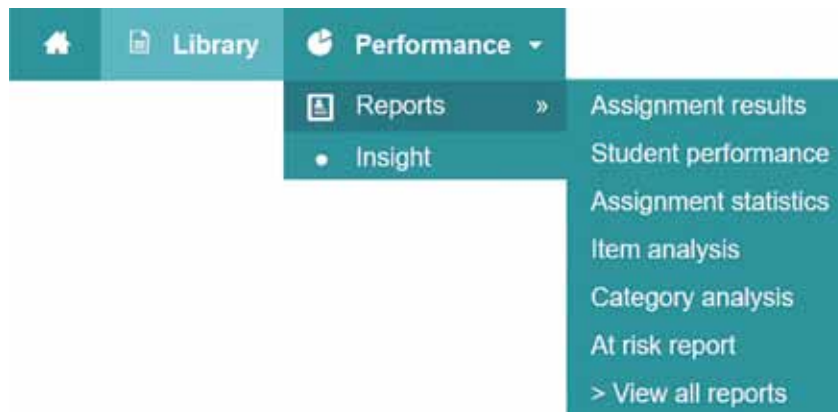 Library Performance
Reports »
Insight
Assignment results
Student performance
Assignment statistics
Item analysis
Category analysis
At risk report
> View all reports